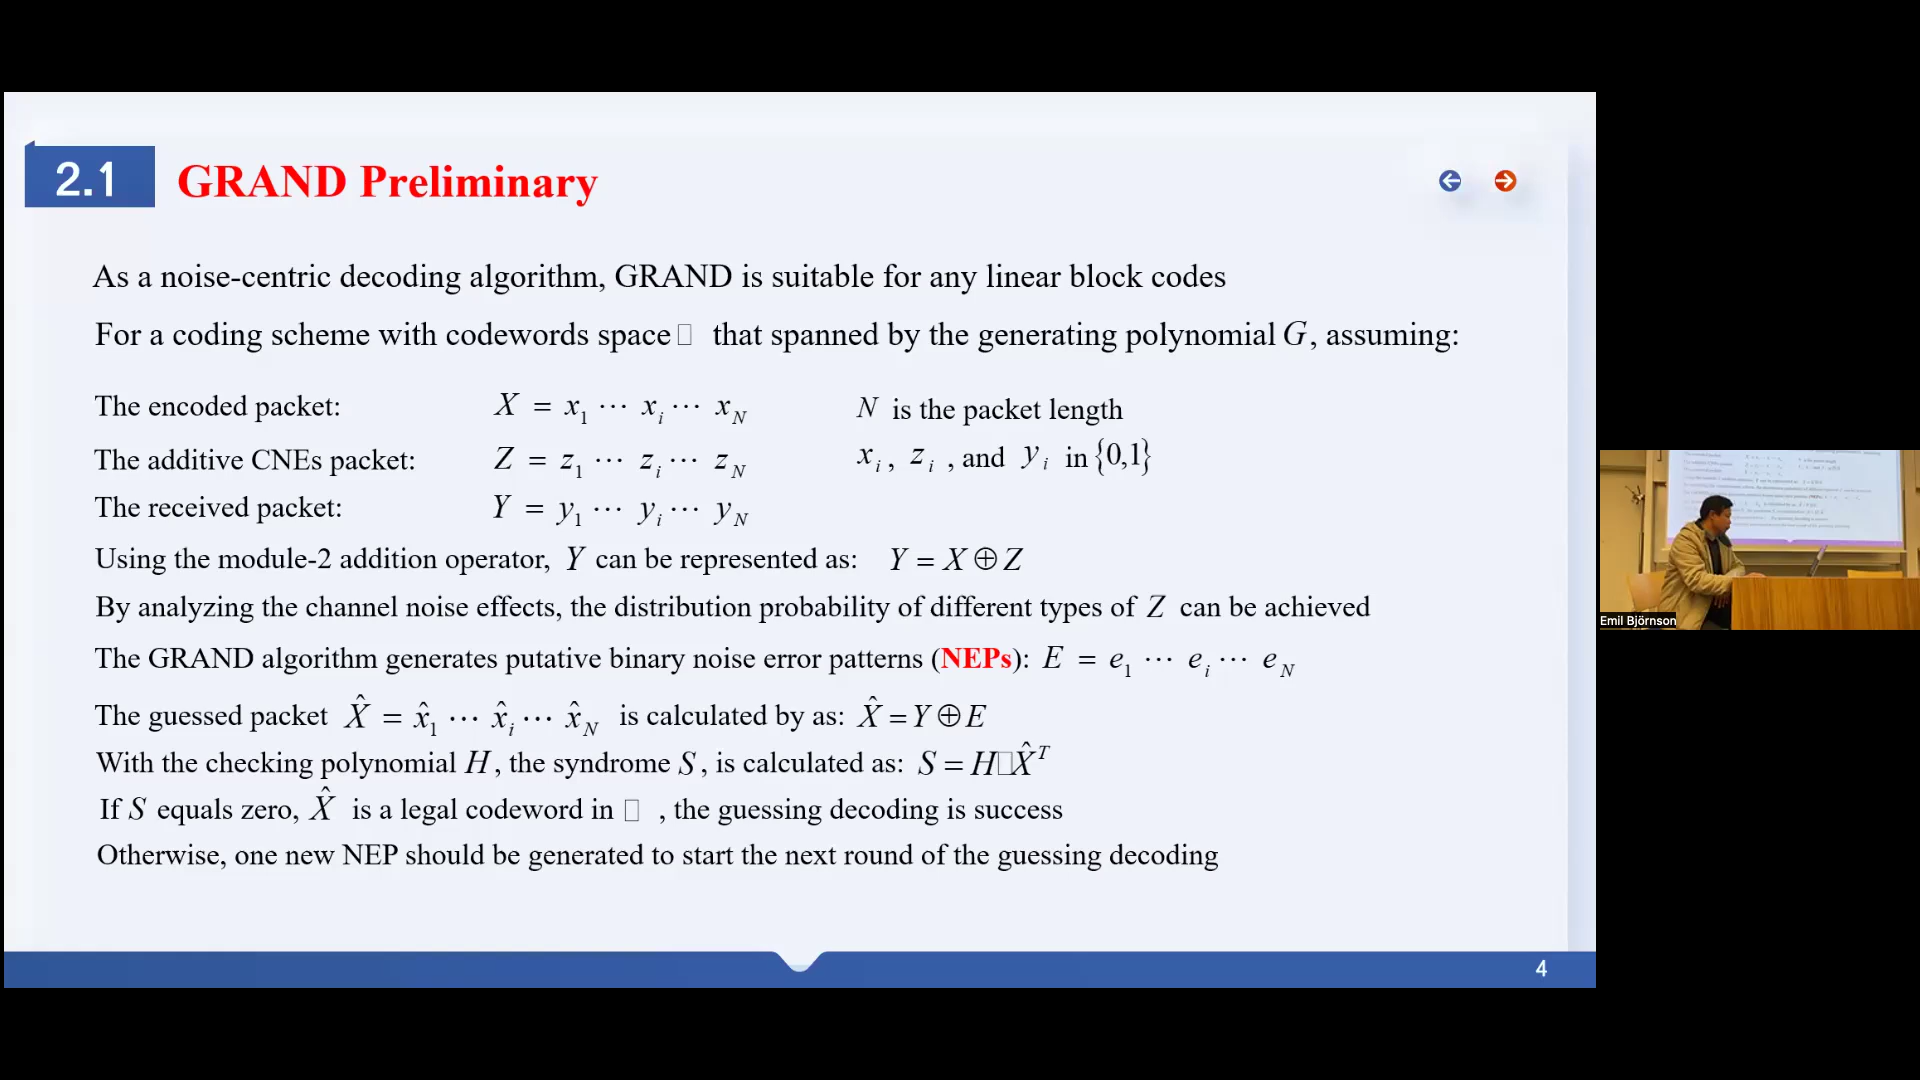 2.1 GRAND Preliminary
As a noise-centric decoding algorithm, GRAND is suitable for any linear block codes
For a coding scheme with codewords space □ that spanned by the generating polynomial G, assuming:
The encoded packet: X = x₁ ⋯ xᵢ ⋯ x_N N is the packet length
The additive CNEs packet: Z = z₁ ⋯ zᵢ ⋯ z_N xᵢ, zᵢ, and yᵢ in {0,1}
The received packet: Y = y₁ ⋯ yᵢ ⋯ y_N
Using the module-2 addition operator, Y can be represented as: Y = X ⊕ Z
By analyzing the channel noise effects, the distribution probability of different types of Z can be achieved
The GRAND algorithm generates putative binary noise error patterns (NEPs): E = e₁ ⋯ eᵢ ⋯ e_N
The guessed packet X̂ = x̂₁ ⋯ x̂ᵢ ⋯ x̂_N is calculated by as: X̂ = Y ⊕ E
With the checking polynomial H, the syndrome S, is calculated as: S = H□X̂ᵀ
If S equals zero, X̂ is a legal codeword in □ , the guessing decoding is success
Otherwise, one new NEP should be generated to start the next round of the guessing decoding
4
Emil Björnson